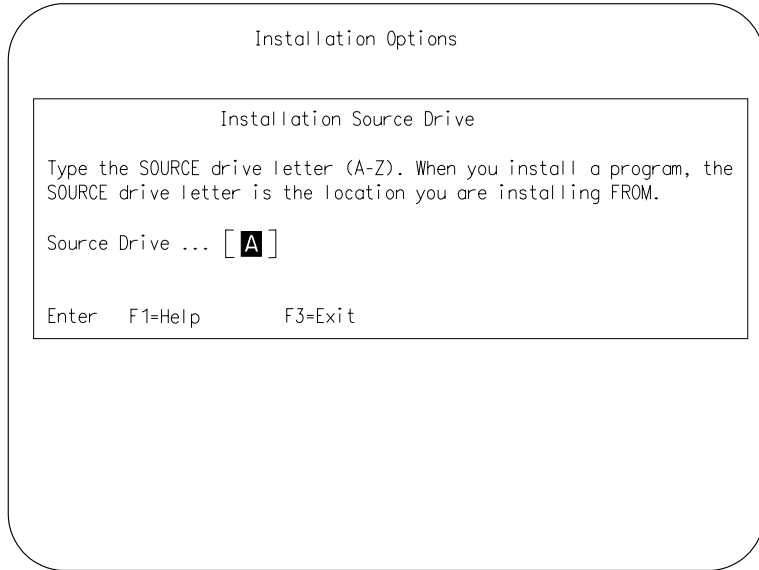 Installation Options
Installation Source Drive
Type the SOURCE drive letter (A-Z). When you install a program, the
SOURCE drive letter is the location you are installing FROM.
Source Drive ... [A]
Enter F1=Help F3=Exit